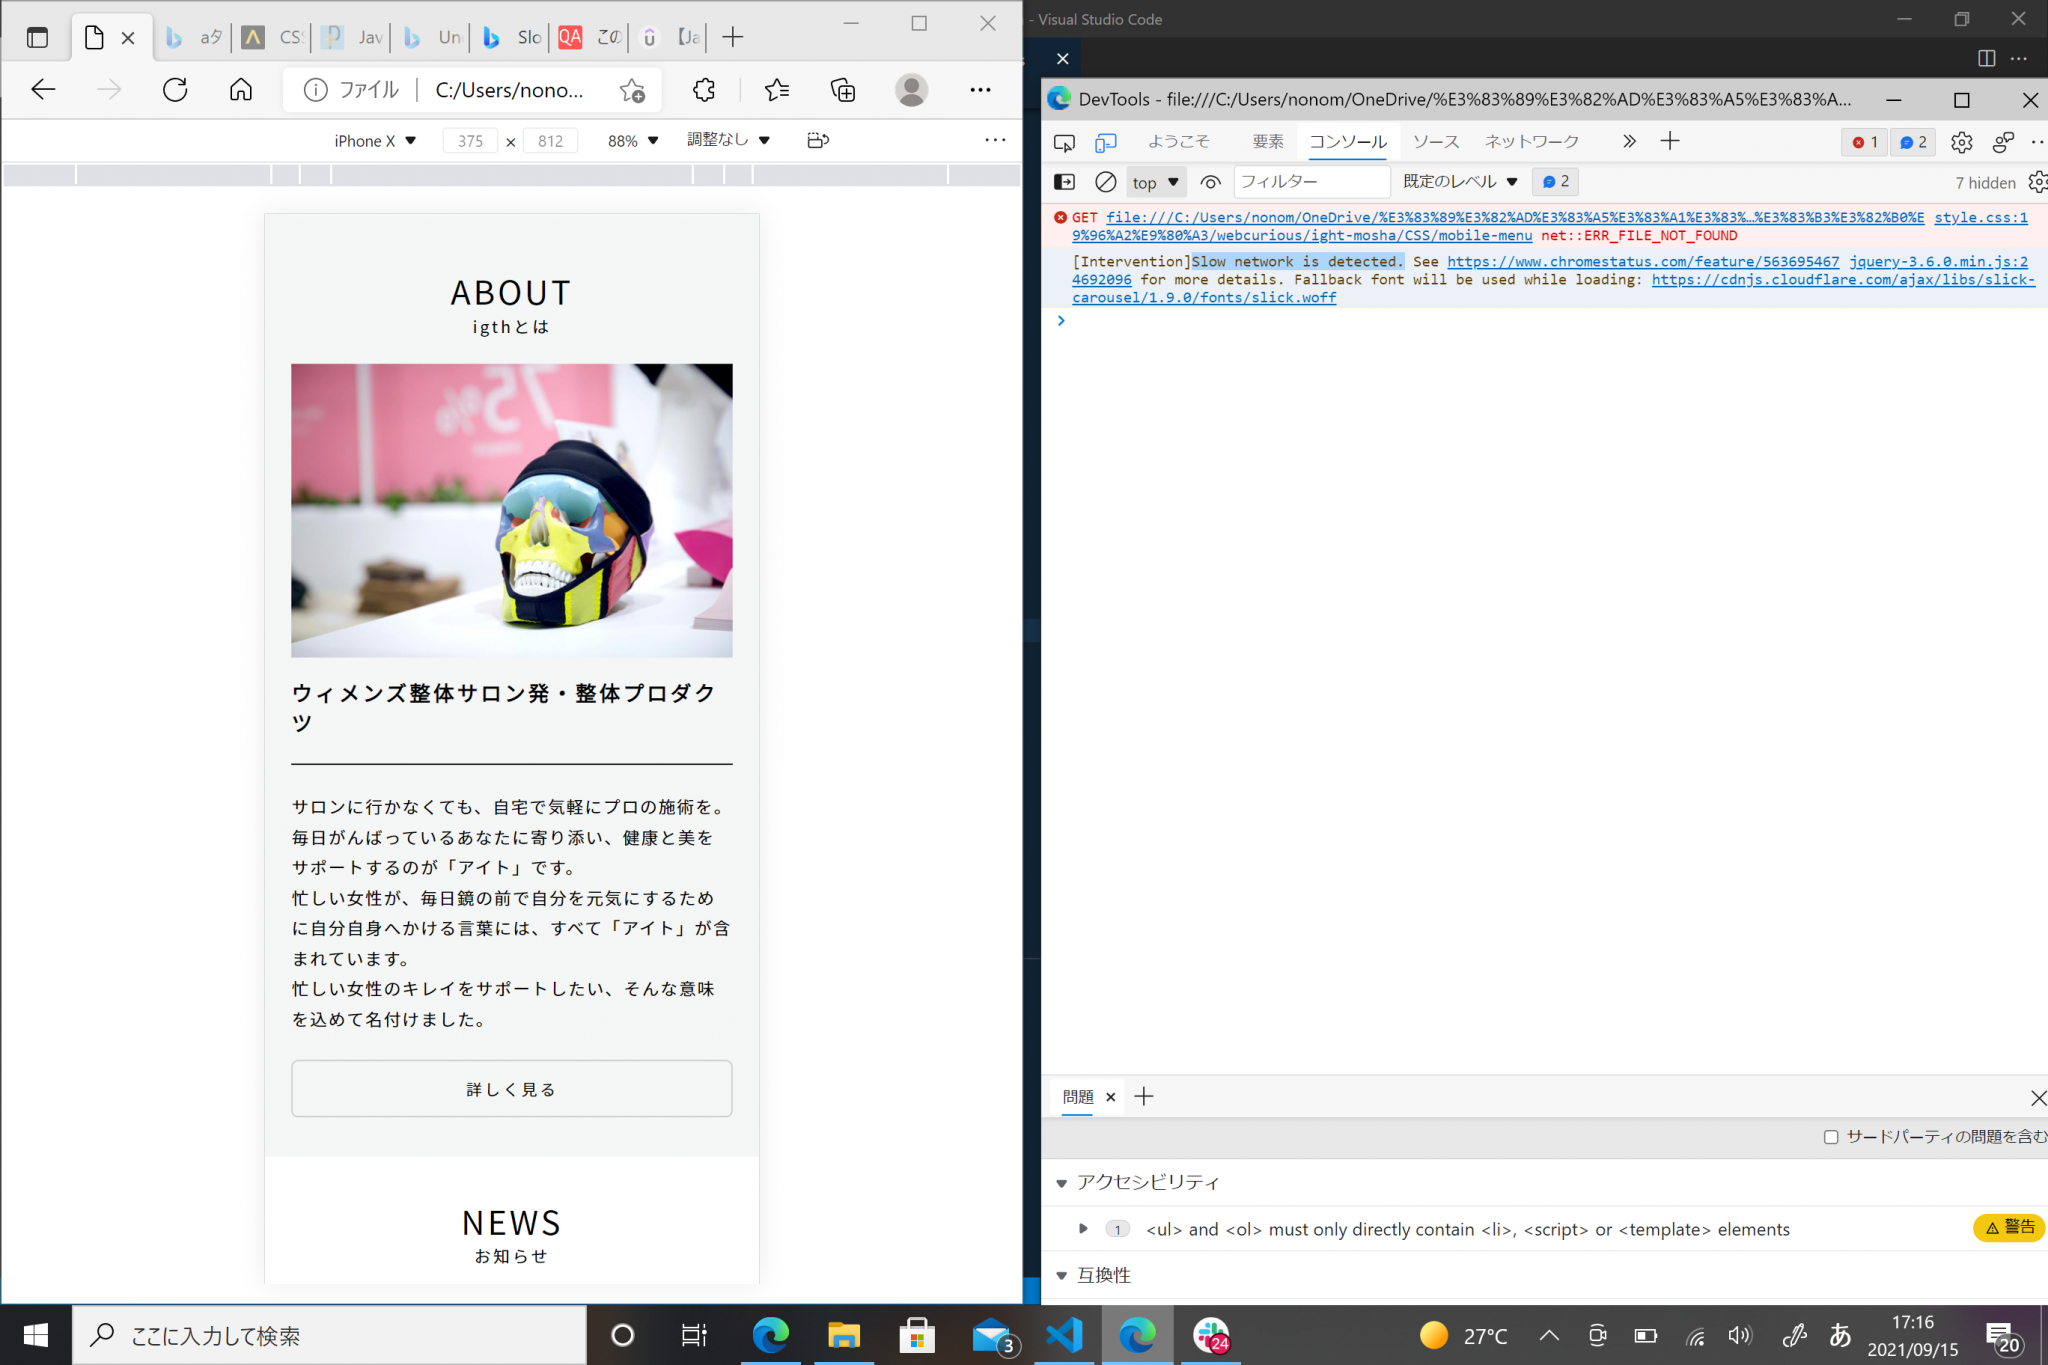 aタ
CS
Jav
Un
Slo
QA
この
【Ja
- Visual Studio Code
ファイル
C:/Users/nono...
DevTools - file:///C:/Users/nonom/OneDrive/%E3%83%89%E3%82%AD%E3%83%A5%E3%83%A...
iPhone X
375
×
812
88%
調整なし
ようこそ
要素
コンソール
ソース
ネットワーク
1
2
top
フィルター
既定のレベル
2
7 hidden
GET file:///C:/Users/nonom/OneDrive/%E3%83%89%E3%82%AD%E3%83%A5%E3%83%A1%E3%83%…%E3%83%B3%E3%82%B0%E style.css:1
9%96%A2%E9%80%A3/webcurious/ight-mosha/CSS/mobile-menu net::ERR_FILE_NOT_FOUND
[Intervention]Slow network is detected. See https://www.chromestatus.com/feature/563695467 jquery-3.6.0.min.js:2
4692096 for more details. Fallback font will be used while loading: https://cdnjs.cloudflare.com/ajax/libs/slick-
carousel/1.9.0/fonts/slick.woff
ABOUT
igthとは
75%
ウィメンズ整体サロン発・整体プロダク
ツ
サロンに行かなくても、自宅で気軽にプロの施術を。
毎日がんばっているあなたに寄り添い、健康と美を
サポートするのが「アイト」です。
忙しい女性が、毎日鏡の前で自分を元気にするため
に自分自身へかける言葉には、すべて「アイト」が含
まれています。
忙しい女性のキレイをサポートしたい、そんな意味
を込めて名付けました。
詳しく見る
NEWS
お知らせ
問題
サードパーティの問題を含む
アクセシビリティ
1
<ul> and <ol> must only directly contain <li>, <script> or <template> elements
警告
互換性
ここに入力して検索
3
24
27°C
あ
17:16
2021/09/15
20